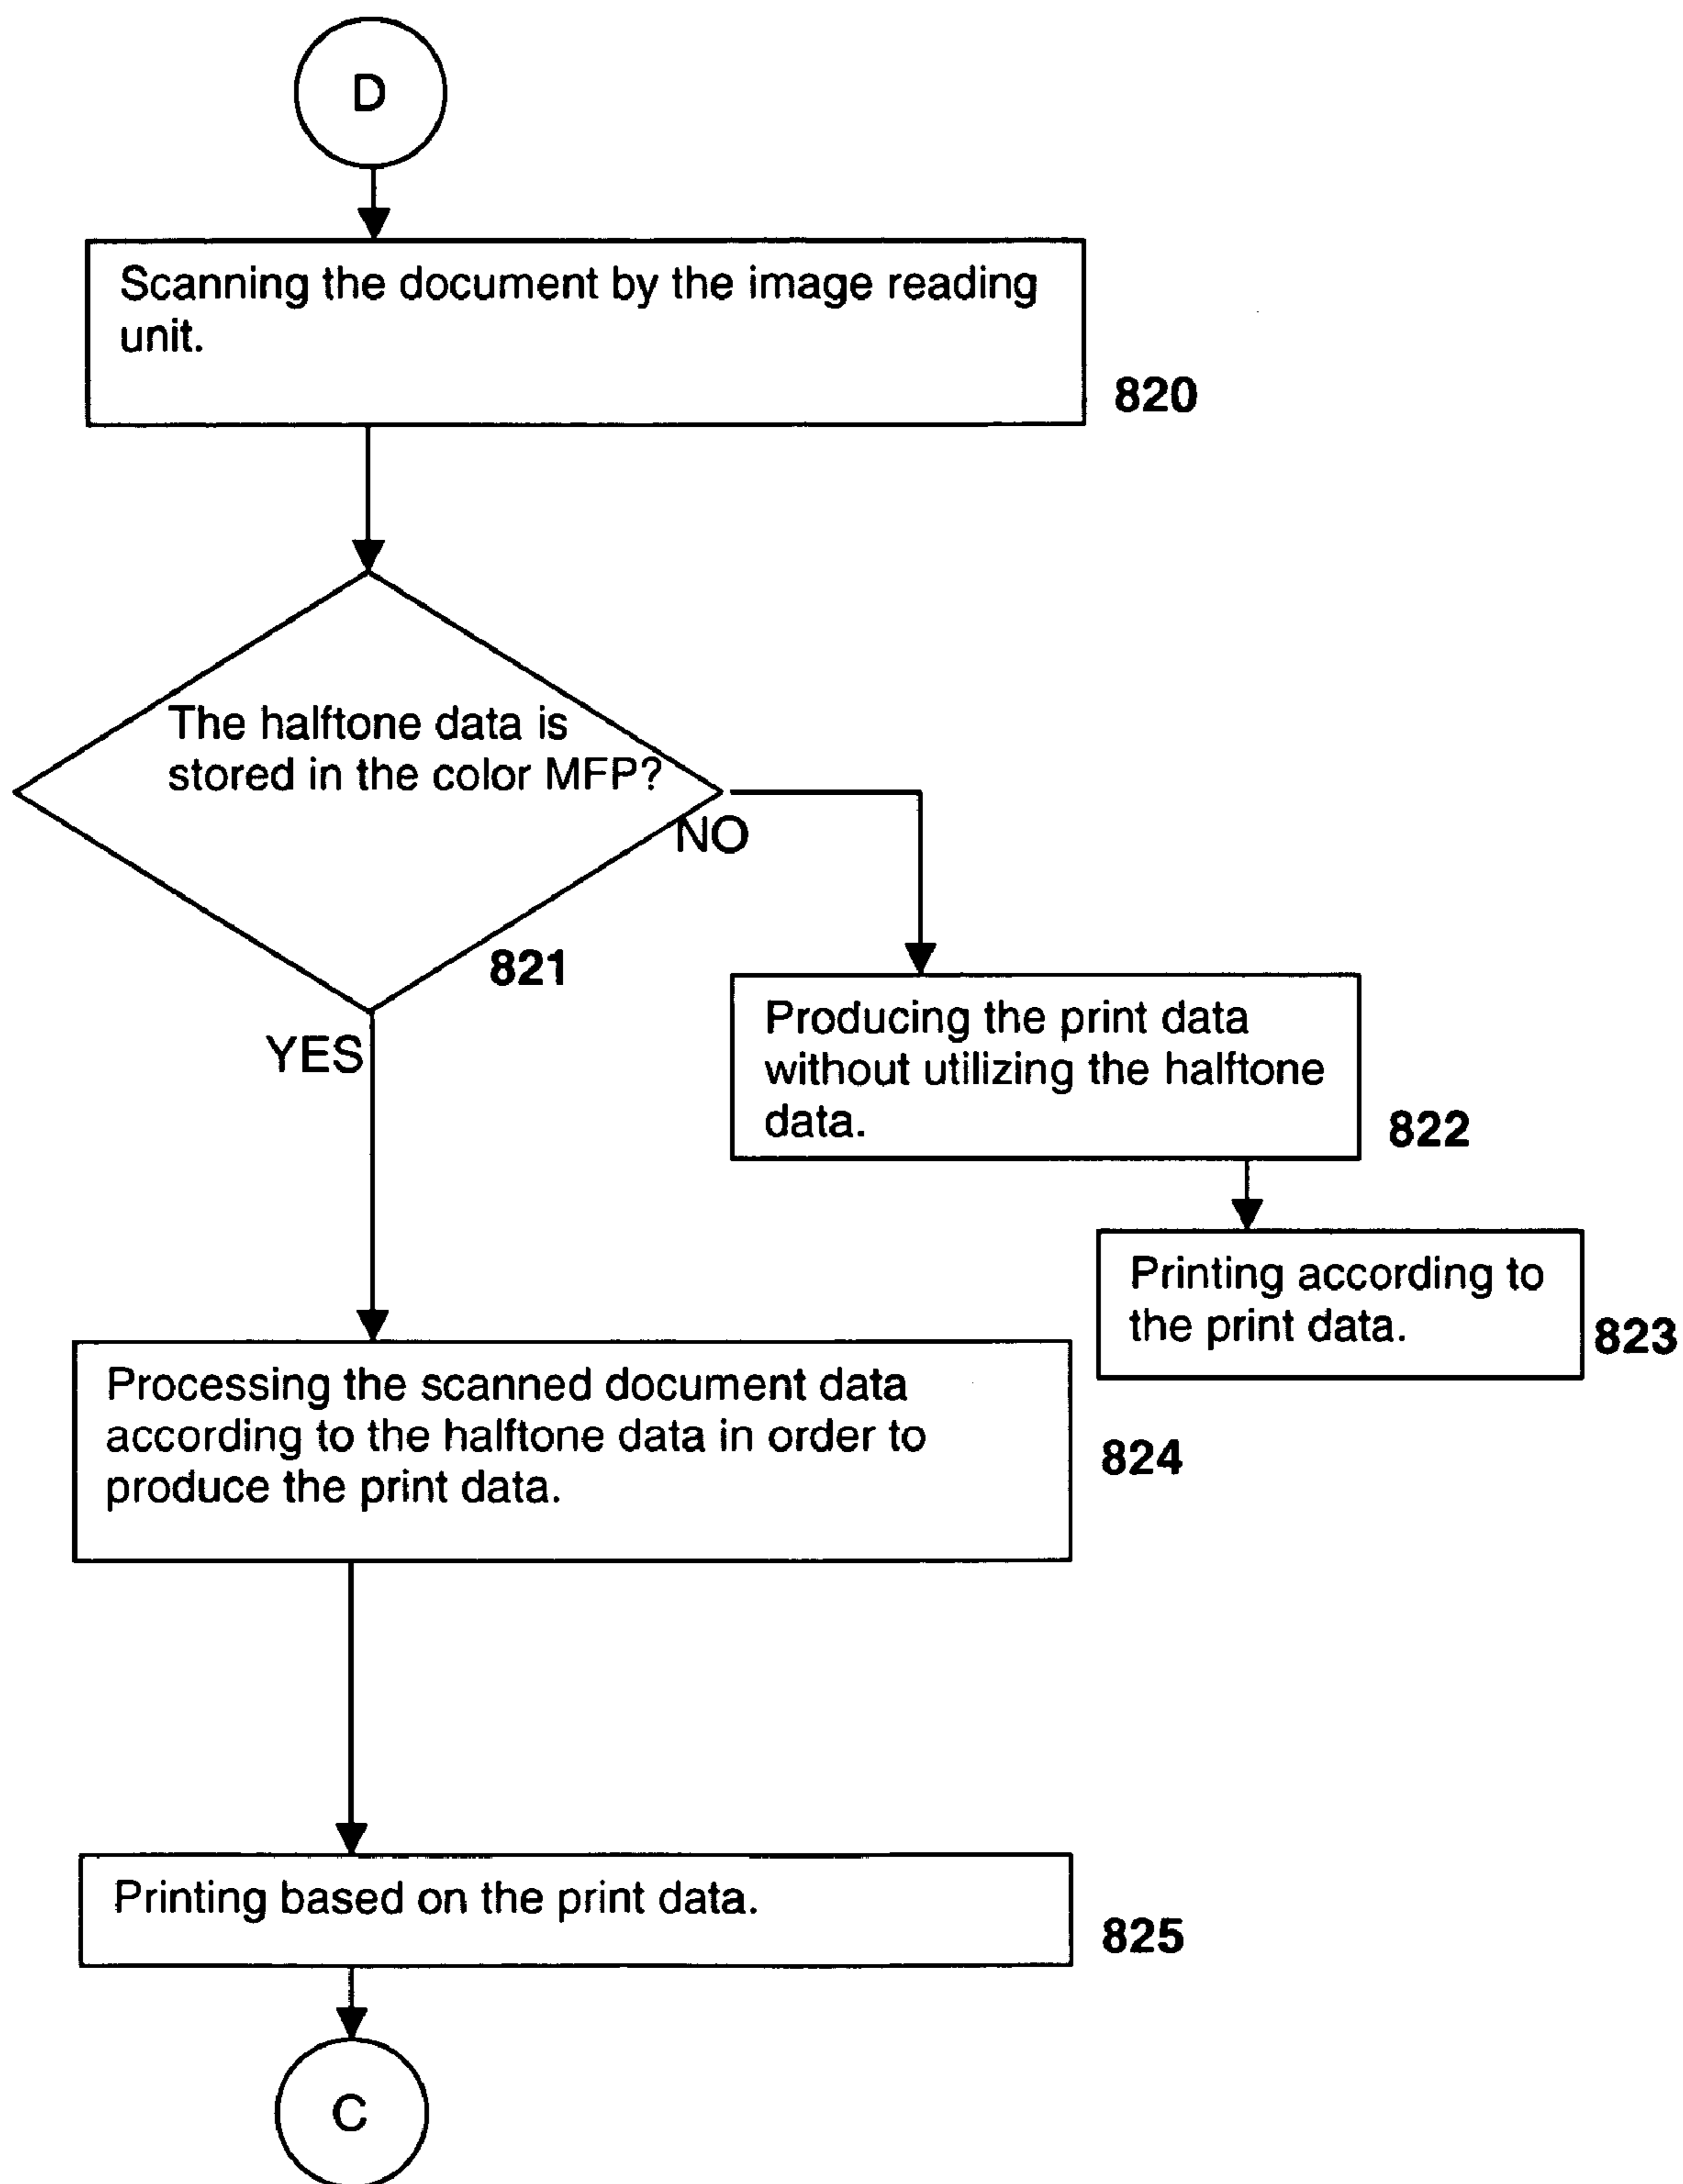 D
Scanning the document by the image reading
unit.
820
The halftone data is
stored in the color MFP?
NO
821
YES
Producing the print data
without utilizing the halftone
data.
822
Printing according to
the print data.
823
Processing the scanned document data
according to the halftone data in order to
produce the print data.
824
Printing based on the print data.
825
C